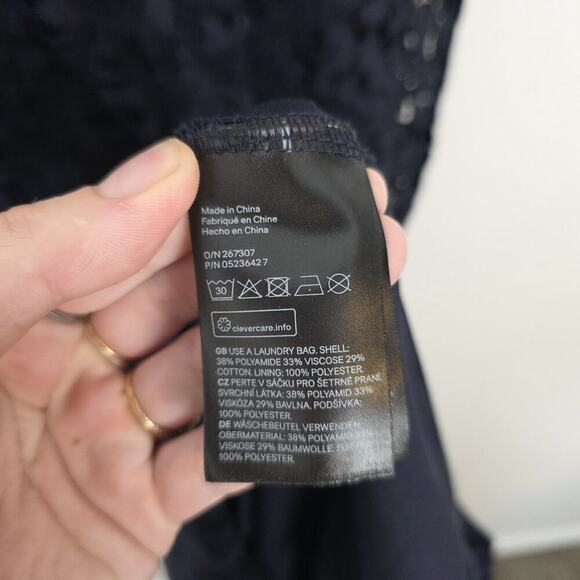 Made in China
Fabriqué en Chine
Hecho en China
O/N 267307
P/N 05236427
30
clevercare.info
GB USE A LAUNDRY BAG. SHELL:
38% POLYAMIDE 33% VISCOSE 29%
COTTON. LINING: 100% POLYESTER.
CZ PERTE V SÁČKU PRO ŠETRNÉ PRANÍ.
SVRCHNÍ LÁTKA: 38% POLYAMID 33%
VISKÓZA 29% BAVLNA. PODŠÍVKA:
100% POLYESTER.
DE WÄSCHEBEUTEL VERWENDEN.
OBERMATERIAL: 38% POLYAMID 33%
VISKOSE 29% BAUMWOLLE. FUTTER:
100% POLYESTER.